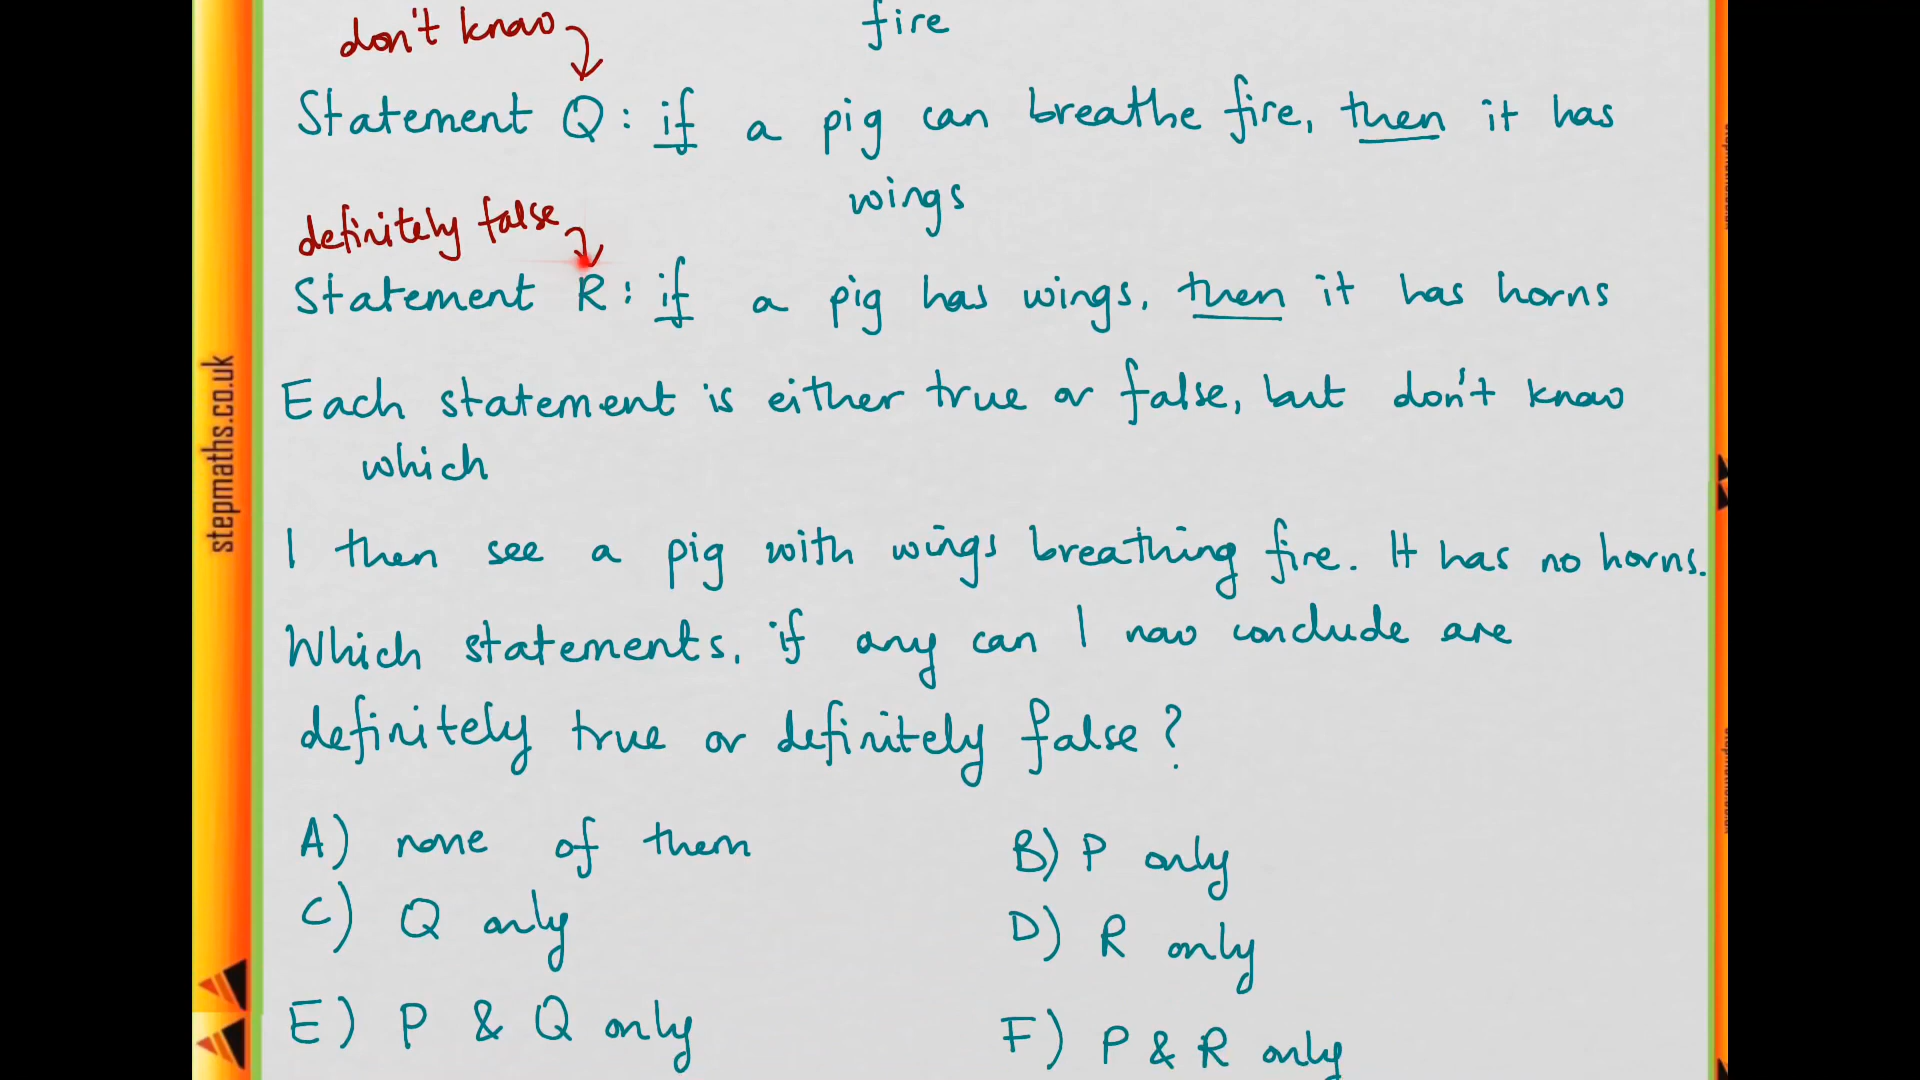 don't know
fire
Statement Q: if a pig can breathe fire, then it has
wings
definitely false
Statement R: if a pig has wings, then it has horns
Each statement is either true or false, but don't know
which
I then see a pig with wings breathing fire. It has no horns.
Which statements, if any can I now conclude are
definitely true or definitely false?
A) none of them
B) P only
C) Q only
D) R only
E) P & Q only
F) P & R only
stepmaths.co.uk